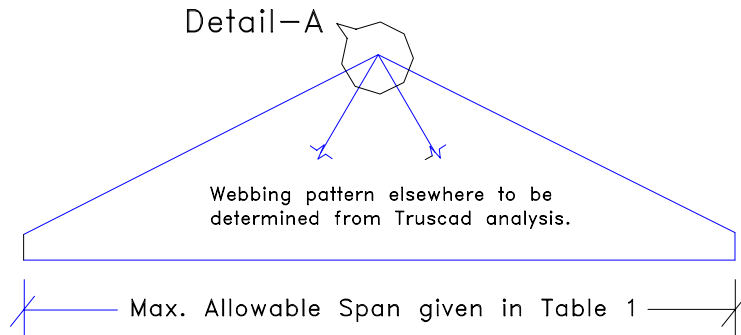 Detail-A
Webbing pattern elsewhere to be
determined from Truscad analysis.
Max. Allowable Span given in Table 1